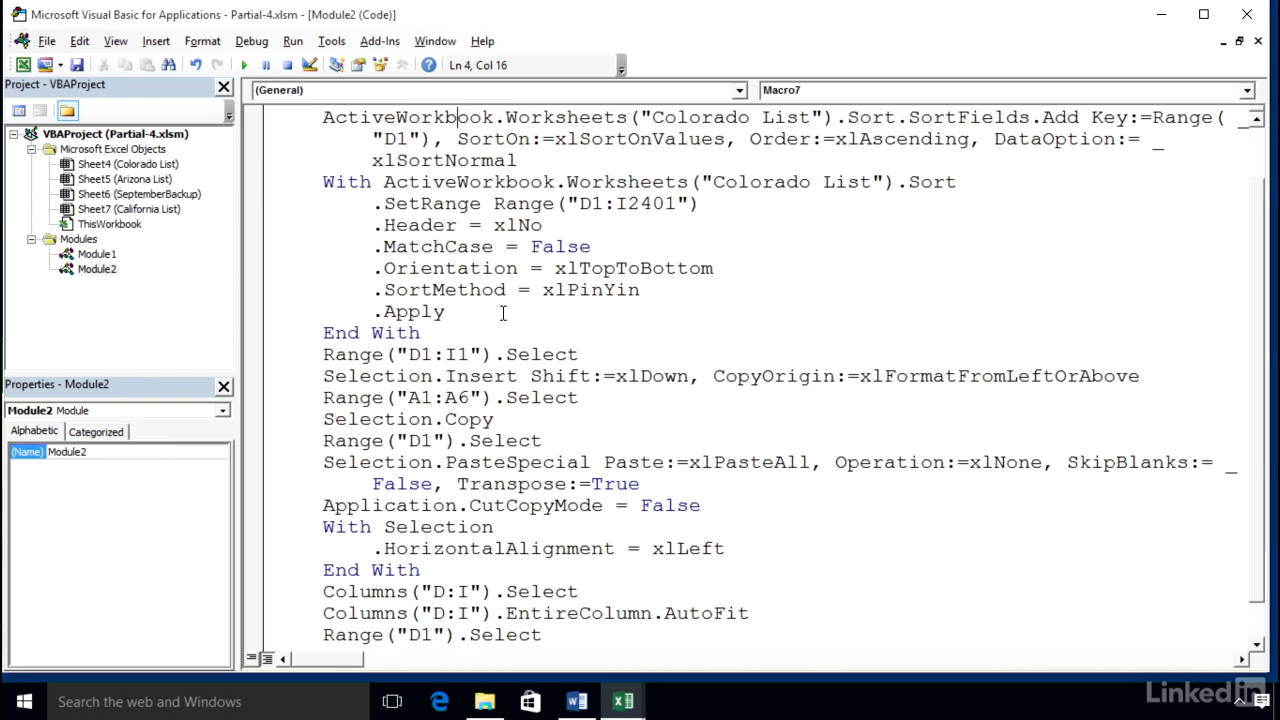 Microsoft Visual Basic for Applications - Partial-4.xlsm - [Module2 (Code)]
File Edit View Insert Format Debug Run Tools Add-Ins Window Help
Ln 4, Col 16
Project - VBAProject
(General)
Macro7
VBAProject (Partial-4.xlsm)
Microsoft Excel Objects
Sheet4 (Colorado List)
Sheet5 (Arizona List)
Sheet6 (SeptemberBackup)
Sheet7 (California List)
ThisWorkbook
Modules
Module1
Module2
Properties - Module2
Module2 Module
Alphabetic Categorized
(Name) Module2
ActiveWorkbook.Worksheets("Colorado List").Sort.SortFields.Add Key:=Range( _
"D1"), SortOn:=xlSortOnValues, Order:=xlAscending, DataOption:= _
xlSortNormal
With ActiveWorkbook.Worksheets("Colorado List").Sort
.SetRange Range("D1:I2401")
.Header = xlNo
.MatchCase = False
.Orientation = xlTopToBottom
.SortMethod = xlPinYin
.Apply
End With
Range("D1:I1").Select
Selection.Insert Shift:=xlDown, CopyOrigin:=xlFormatFromLeftOrAbove
Range("A1:A6").Select
Selection.Copy
Range("D1").Select
Selection.PasteSpecial Paste:=xlPasteAll, Operation:=xlNone, SkipBlanks:= _
False, Transpose:=True
Application.CutCopyMode = False
With Selection
.HorizontalAlignment = xlLeft
End With
Columns("D:I").Select
Columns("D:I").EntireColumn.AutoFit
Range("D1").Select
Search the web and Windows
LinkedIn